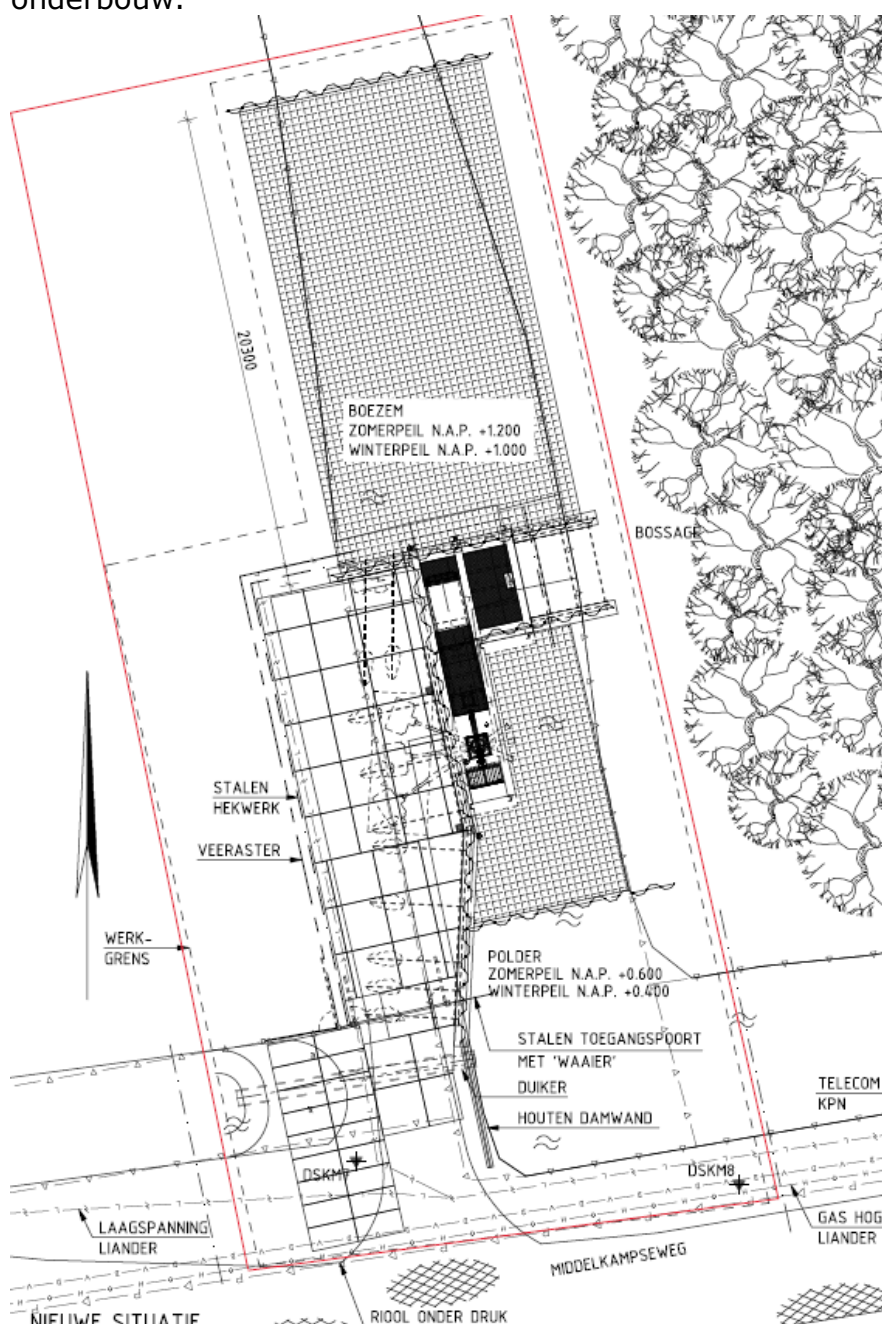 onderbouw.
20300
BOEZEM
ZOMERPEIL N.A.P. +1.200
WINTERPEIL N.A.P. +1.000
BOSSAGE
STALEN
HEKWERK
VEERASTER
WERK-
GRENS
POLDER
ZOMERPEIL N.A.P. +0.600
WINTERPEIL N.A.P. +0.400
STALEN TOEGANGSPOORT
MET 'WAAIER'
DUIKER
HOUTEN DAMWAND
TELECOM
KPN
DSKM7
DSKM8
LAAGSPANNING
LIANDER
GAS HOG
LIANDER
MIDDELKAMPSEWEG
NIEUWE SITUATIE
RIOOL ONDER DRUK